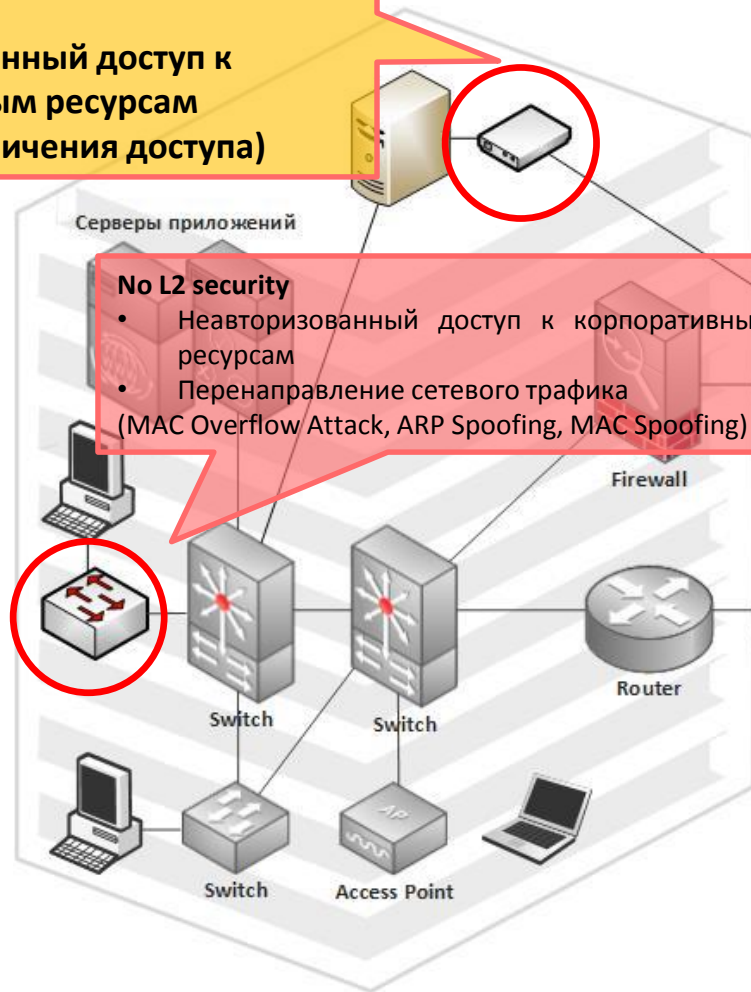 нный доступ к
ым ресурсам
ичения доступа)
Серверы приложений
No L2 security
• Неавторизованный доступ к корпоративны
ресурсам
• Перенаправление сетевого трафика
(MAC Overflow Attack, ARP Spoofing, MAC Spoofing)
Firewall
Router
Switch
Switch
AP
Switch
Access Point